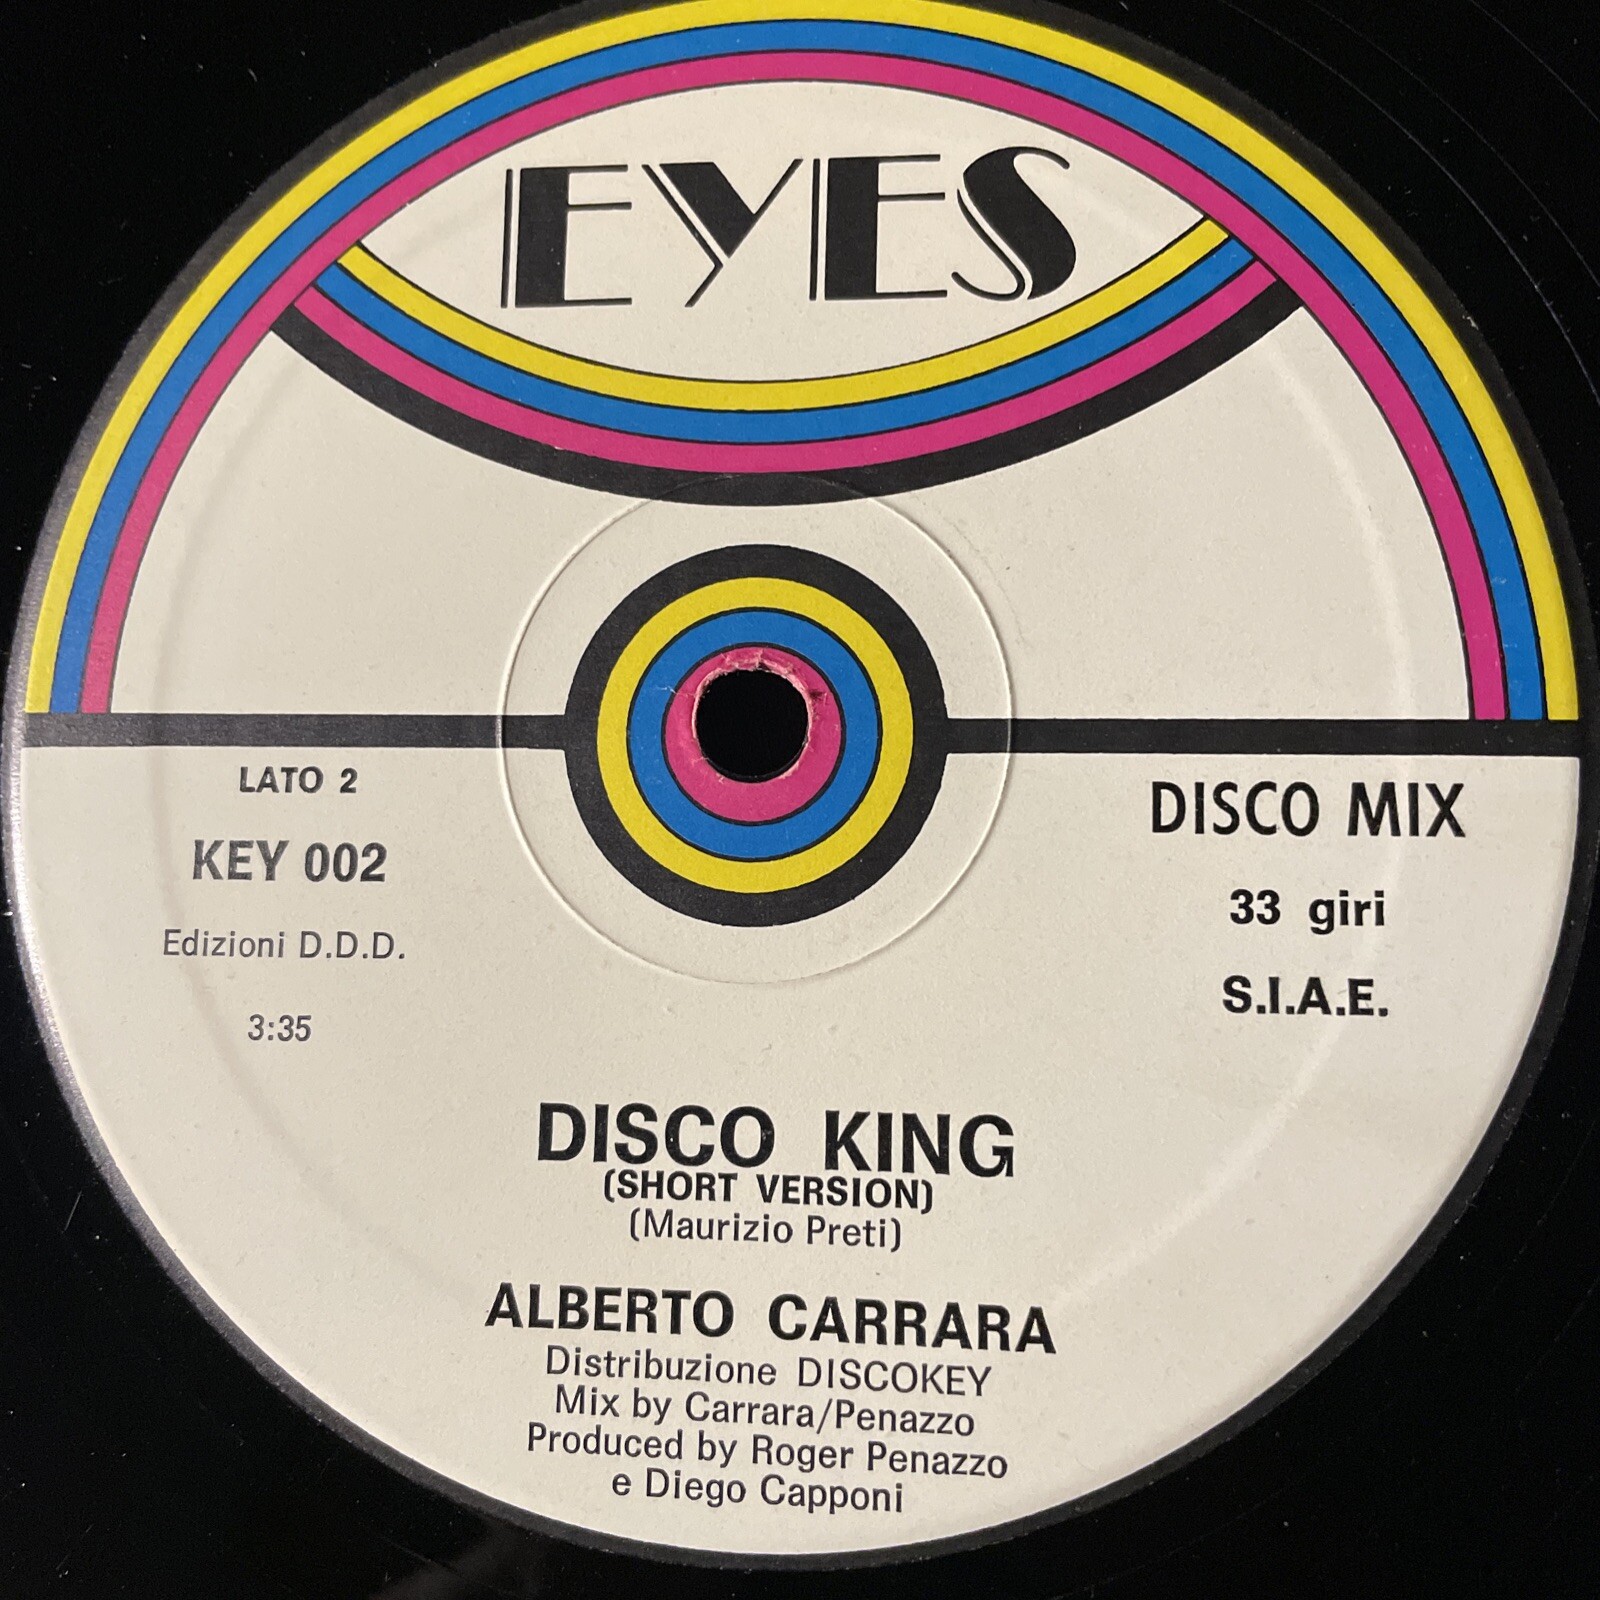 EYES
LATO 2
KEY 002
Edizioni D.D.D.
3:35
DISCO MIX
33 giri
S.I.A.E.
DISCO KING
(SHORT VERSION)
(Maurizio Preti)
ALBERTO CARRARA
Distribuzione DISCOKEY
Mix by Carrara/Penazzo
Produced by Roger Penazzo
e Diego Capponi